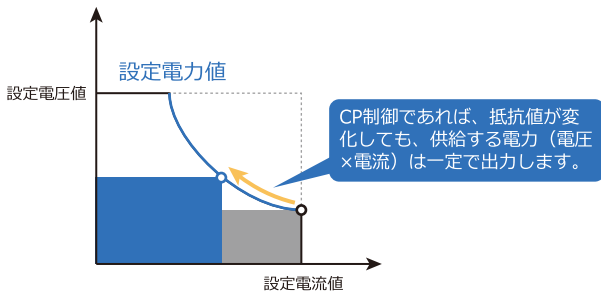 設定電力値
設定電圧値
CP制御であれば、抵抗値が変
化しても、供給する電力（電圧
×電流）は一定で出力します。
設定電流値